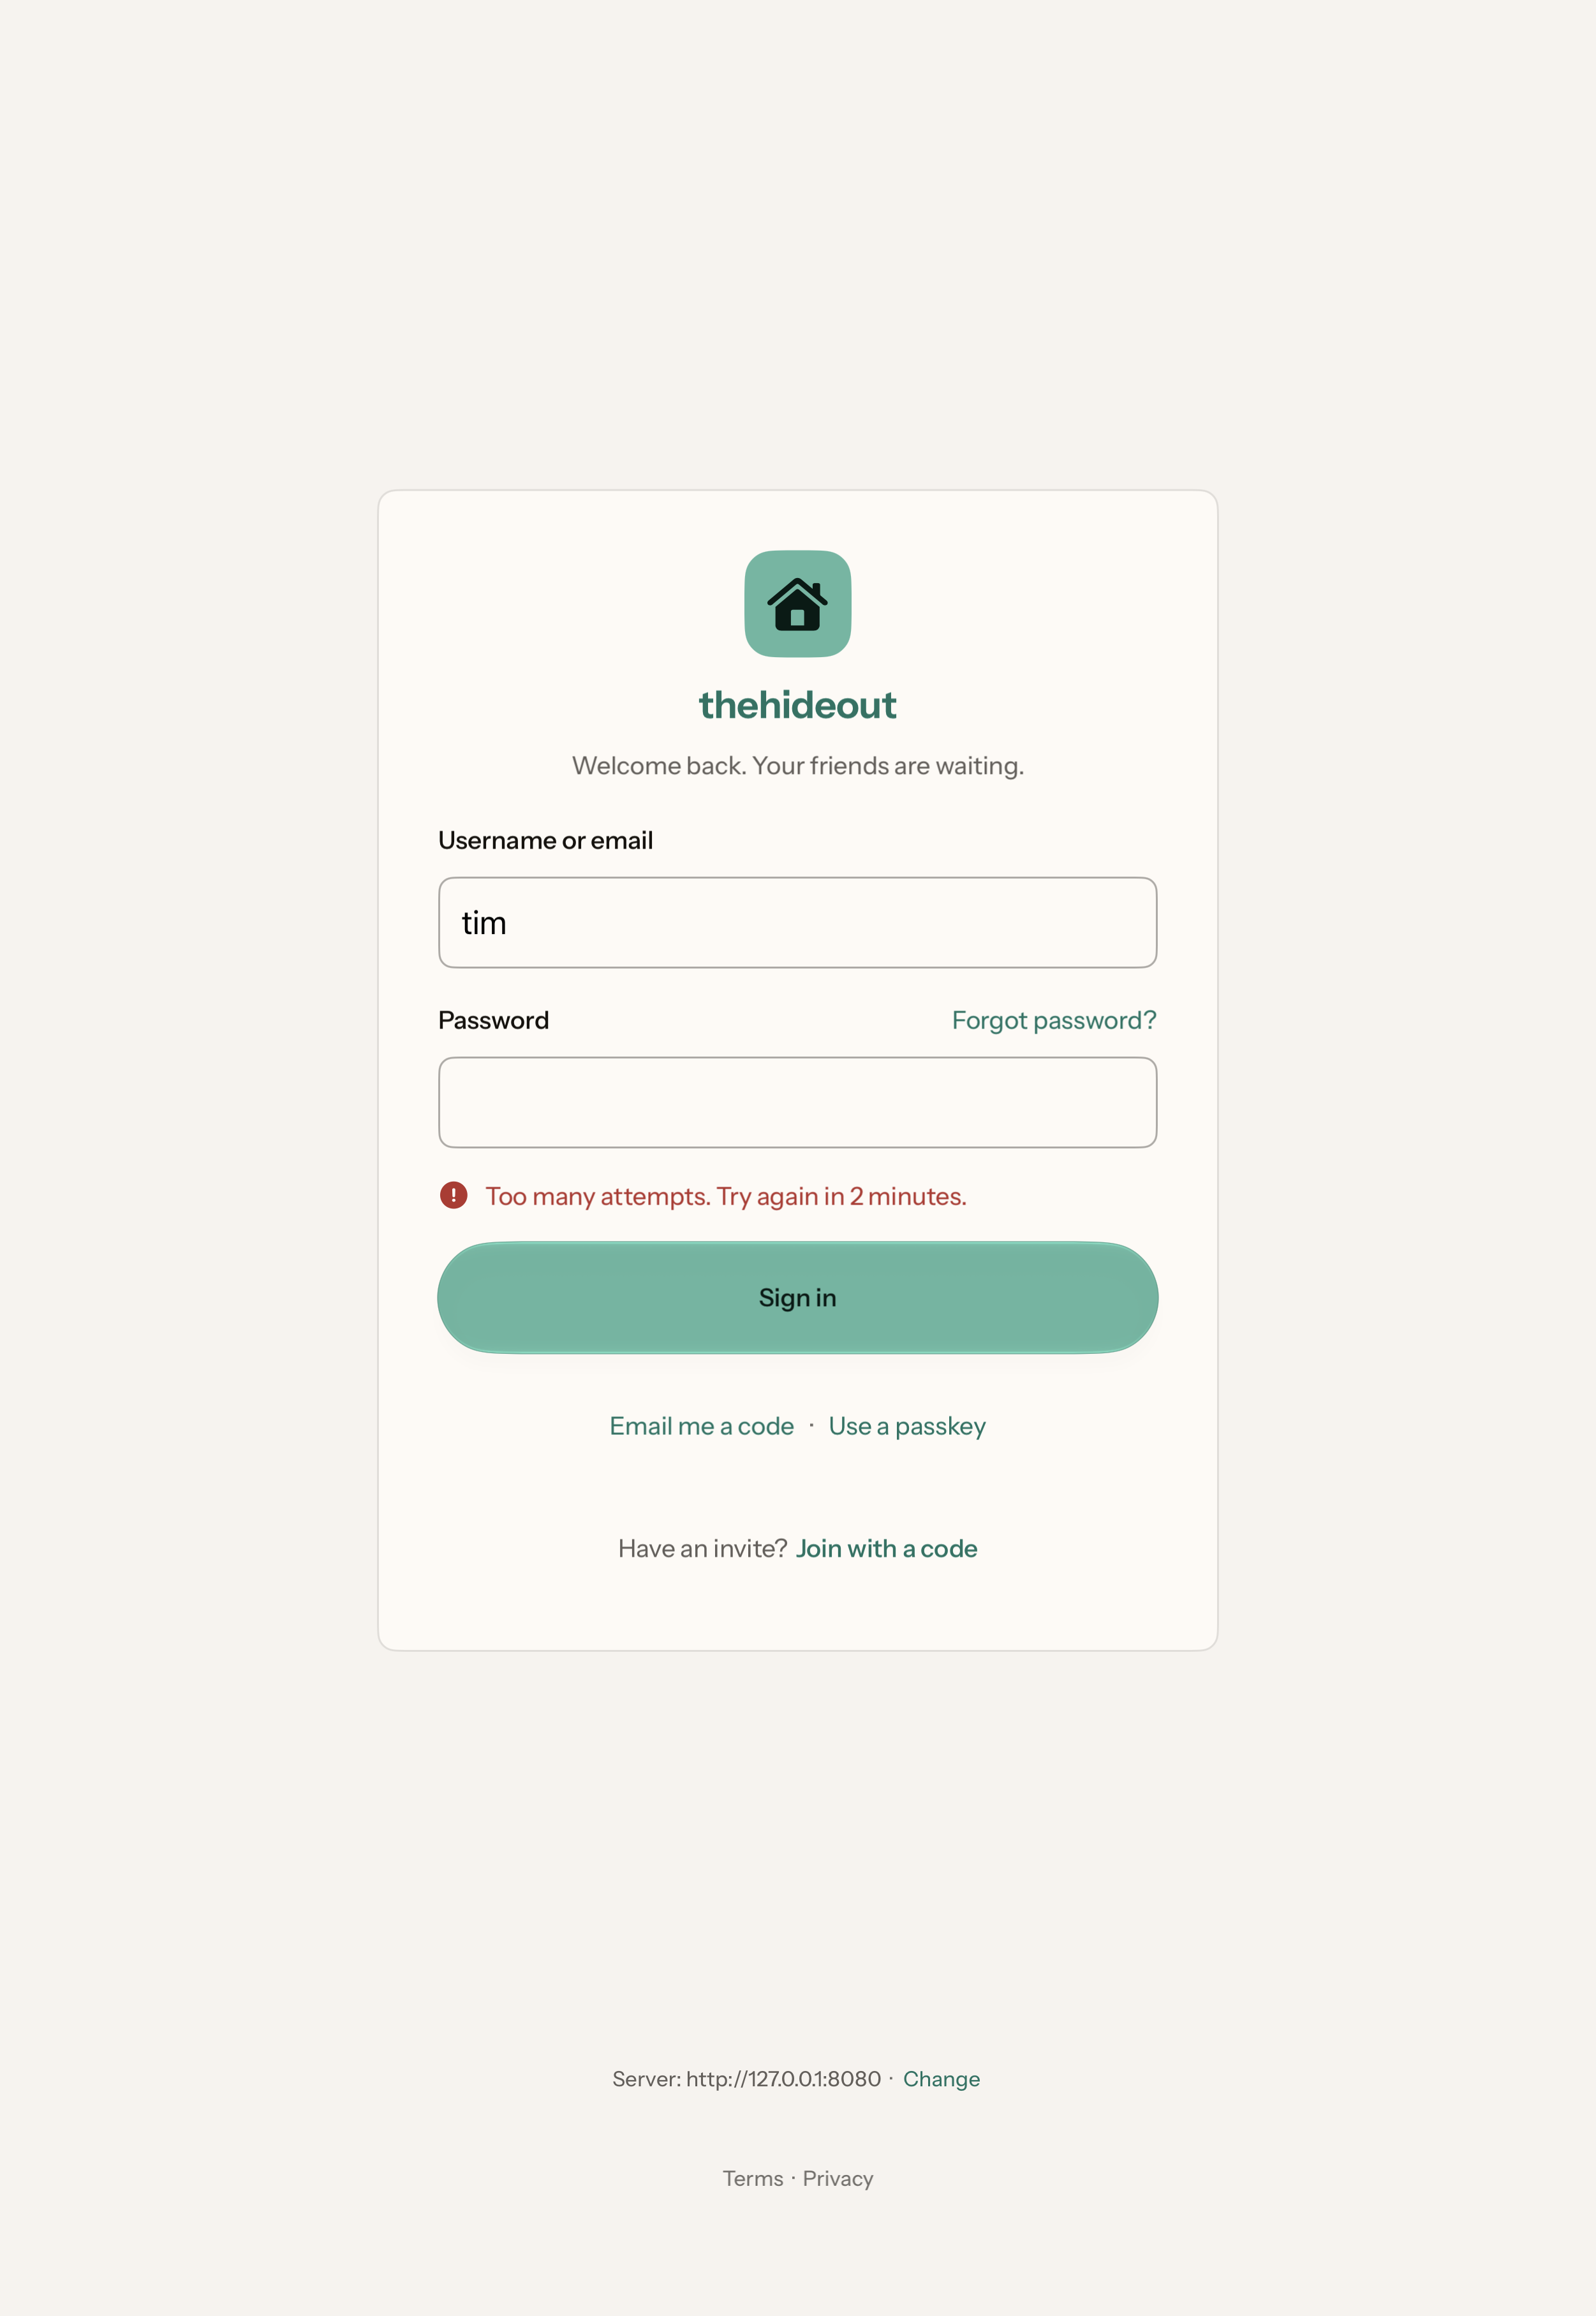 thehideout
Welcome back. Your friends are waiting.
Username or email
tim
Password Forgot password?
Too many attempts. Try again in 2 minutes.
Sign in
Email me a code · Use a passkey
Have an invite? Join with a code
Server: http://127.0.0.1:8080 · Change
Terms · Privacy